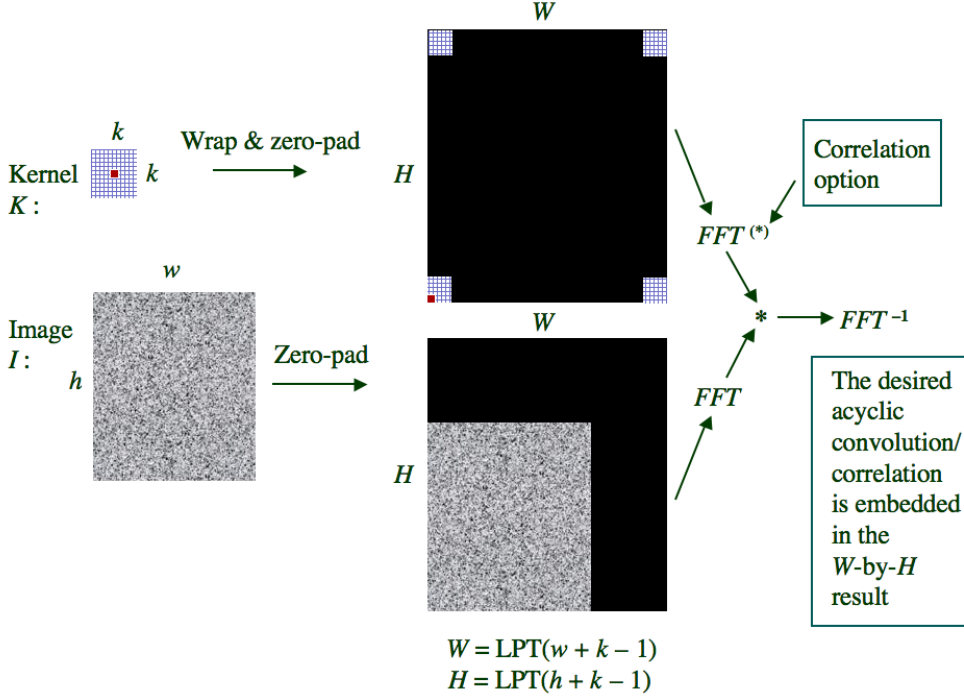 W
k
Wrap & zero-pad
Kernel
k
K :
H
Correlation
option
FFT (*)
w
W
* 
FFT –1
Image
I :
h
Zero-pad
FFT
H
The desired
acyclic
convolution/
correlation
is embedded
in the
W-by-H
result
W = LPT(w + k – 1)
H = LPT(h + k – 1)